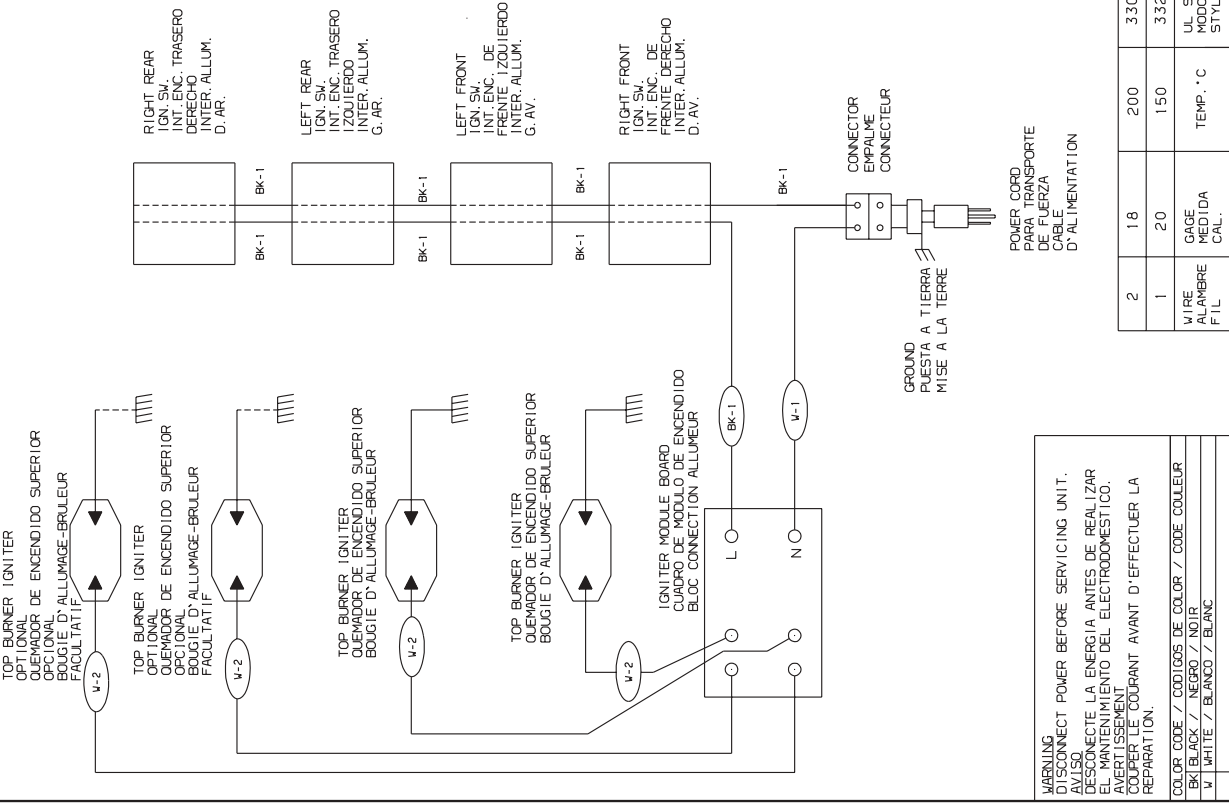 TOP BURNER IGNITER
OPTIONAL
QUEMADOR DE ENCENDIDO SUPERIOR
OPCIONAL
BOUGIE D`ALLUMAGE-BRULEUR
FACULTATIF
W-2
TOP BURNER IGNITER
OPTIONAL
QUEMADOR DE ENCENDIDO SUPERIOR
OPCIONAL
BOUGIE D`ALLUMAGE-BRULEUR
FACULTATIF
W-2
TOP BURNER IGNITER
QUEMADOR DE ENCENDIDO SUPERIOR
BOUGIE D`ALLUMAGE-BRULEUR
W-2
TOP BURNER IGNITER
QUEMADOR DE ENCENDIDO SUPERIOR
BOUGIE D`ALLUMAGE-BRULEUR
W-2
IGNITER MODULE BOARD
CUADRO DE MODULO DE ENCENDIDO
BLOC CONNECTION ALLUMEUR
L
N
BK-1
W-1
RIGHT REAR
IGN. SW.
INT. ENC. TRASERO
DERECHO
INTER. ALLUM.
D. AR.
BK-1
BK-1
LEFT REAR
IGN. SW.
INT. ENC. TRASERO
IZQUIERDO
INTER. ALLUM.
G. AR.
BK-1
BK-1
LEFT FRONT
IGN. SW.
INT. ENC. DE
FRENTE IZQUIERDO
INTER. ALLUM.
G. AV.
BK-1
BK-1
RIGHT FRONT
IGN. SW.
INT. ENC. DE
FRENTE DERECHO
INTER. ALLUM.
D. AV.
BK-1
CONNECTOR
EMPALME
CONNECTEUR
GROUND
PUESTA A TIERRA
MISE A LA TERRE
POWER CORD
PARA TRANSPORTE
DE FUERZA
CABLE
D`ALIMENTATION
WARNING
DISCONNECT POWER BEFORE SERVICING UNIT.
AVISO
DESCONECTE LA ENERGIA ANTES DE REALIZAR
EL MANTENIMIENTO DEL ELECTRODOMESTICO.
AVERTISSEMENT
COUPER LE COURANT AVANT D'EFFECTUER LA
REPARATION.
COLOR CODE / CODIGOS DE COLOR / CODE COULEUR
BK BLACK / NEGRO / NOIR
W WHITE / BLANCO / BLANC
2 18 200
1 20 150
WIRE GAGE TEMP. °C
ALAMBRE MEDIDA
FIL CAL.